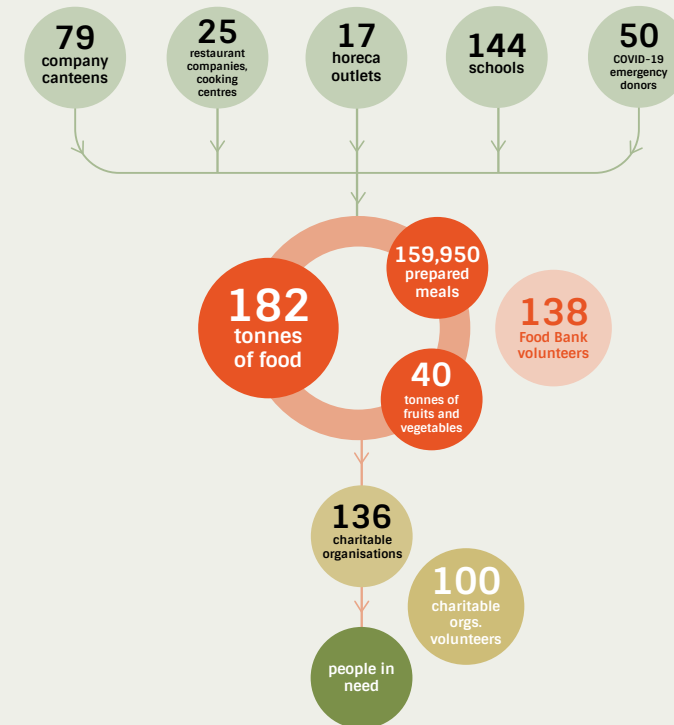 79
company
canteens
25
restaurant
companies,
cooking
centres
17
horeca
outlets
144
schools
50
COVID-19
emergency
donors
159,950
prepared
meals
182
tonnes
of food
138
Food Bank
volunteers
40
tonnes of
fruits and
vegetables
136
charitable
organisations
100
charitable
orgs.
volunteers
people in
need